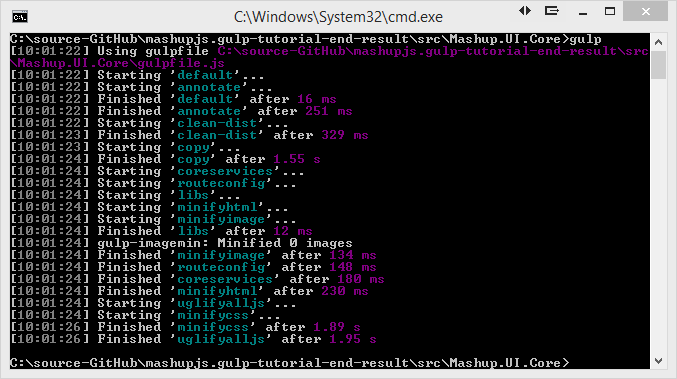 C:\Windows\System32\cmd.exe
C:\source-GitHub\mashupjs.gulp-tutorial-end-result\src\Mashup.UI.Core>gulp
[10:01:22] Using gulpfile C:\source-GitHub\mashupjs.gulp-tutorial-end-result\src
\Mashup.UI.Core\gulpfile.js
[10:01:22] Starting 'default'...
[10:01:22] Starting 'annotate'...
[10:01:22] Finished 'default' after 16 ms
[10:01:22] Finished 'annotate' after 251 ms
[10:01:22] Starting 'clean-dist'...
[10:01:23] Finished 'clean-dist' after 329 ms
[10:01:23] Starting 'copy'...
[10:01:24] Finished 'copy' after 1.55 s
[10:01:24] Starting 'coreservices'...
[10:01:24] Starting 'routeconfig'...
[10:01:24] Starting 'libs'...
[10:01:24] Starting 'minifyhtml'...
[10:01:24] Starting 'minifyimage'...
[10:01:24] Finished 'libs' after 12 ms
[10:01:24] gulp-imagemin: Minified 0 images
[10:01:24] Finished 'minifyimage' after 134 ms
[10:01:24] Finished 'routeconfig' after 148 ms
[10:01:24] Finished 'coreservices' after 180 ms
[10:01:24] Finished 'minifyhtml' after 230 ms
[10:01:24] Starting 'uglifyalljs'...
[10:01:24] Starting 'minifycss'...
[10:01:26] Finished 'minifycss' after 1.89 s
[10:01:26] Finished 'uglifyalljs' after 1.95 s
C:\source-GitHub\mashupjs.gulp-tutorial-end-result\src\Mashup.UI.Core>